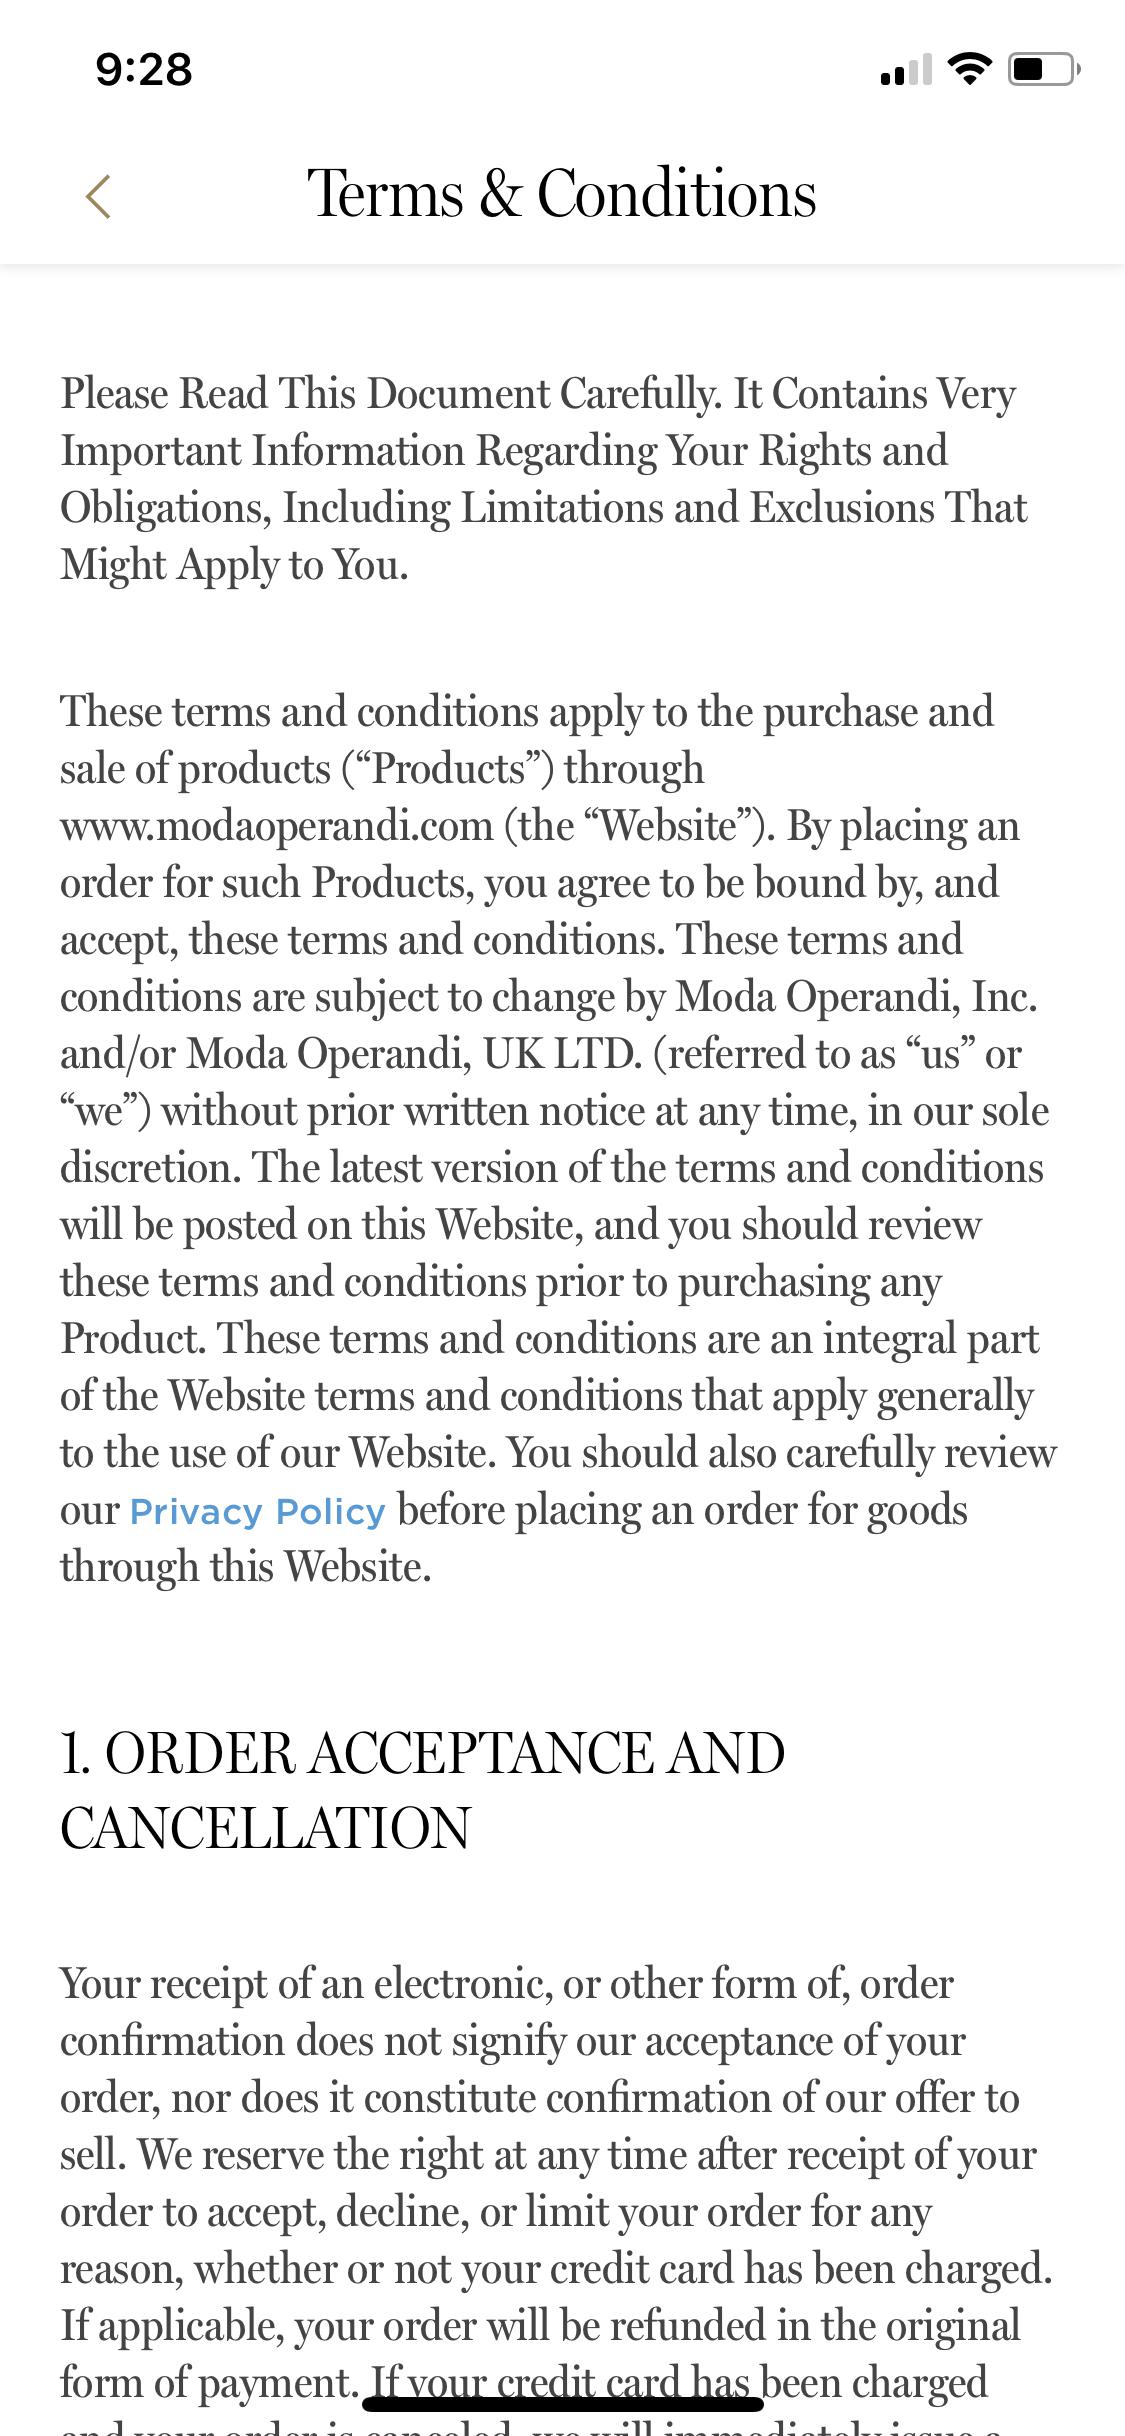 9:28
Terms & Conditions
Please Read This Document Carefully. It Contains Very
Important Information Regarding Your Rights and
Obligations, Including Limitations and Exclusions That
Might Apply to You.
These terms and conditions apply to the purchase and
sale of products (“Products”) through
www.modaoperandi.com (the “Website”). By placing an
order for such Products, you agree to be bound by, and
accept, these terms and conditions. These terms and
conditions are subject to change by Moda Operandi, Inc.
and/or Moda Operandi, UK LTD. (referred to as “us” or
“we”) without prior written notice at any time, in our sole
discretion. The latest version of the terms and conditions
will be posted on this Website, and you should review
these terms and conditions prior to purchasing any
Product. These terms and conditions are an integral part
of the Website terms and conditions that apply generally
to the use of our Website. You should also carefully review
our Privacy Policy before placing an order for goods
through this Website.
1. ORDER ACCEPTANCE AND
CANCELLATION
Your receipt of an electronic, or other form of, order
confirmation does not signify our acceptance of your
order, nor does it constitute confirmation of our offer to
sell. We reserve the right at any time after receipt of your
order to accept, decline, or limit your order for any
reason, whether or not your credit card has been charged.
If applicable, your order will be refunded in the original
form of payment. If your credit card has been charged
and your order is canceled, we will immediately issue a